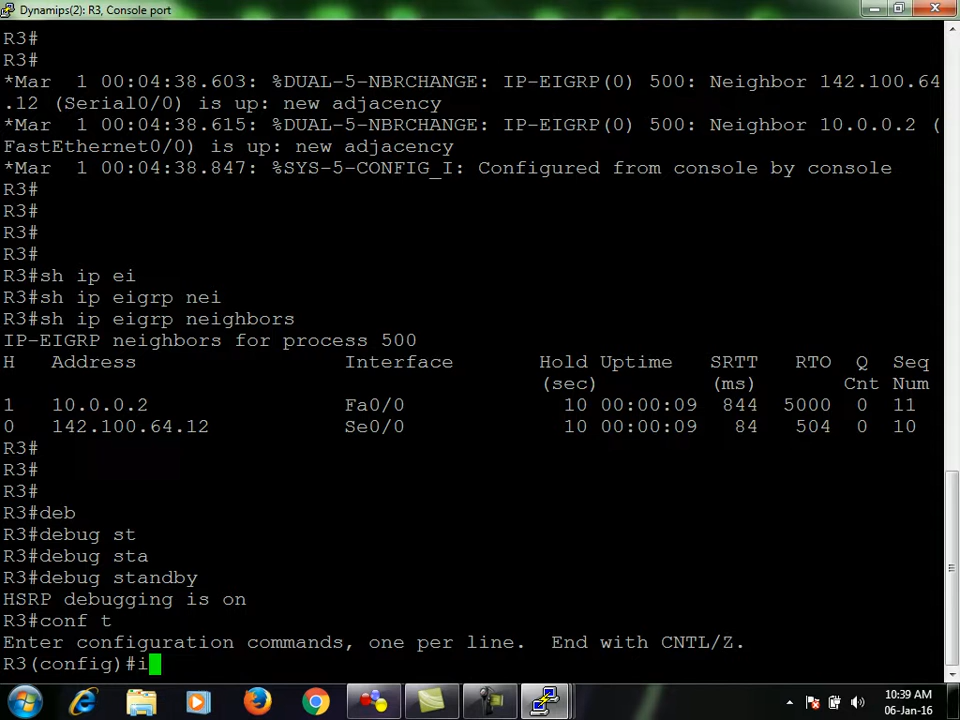 Dynamips(2): R3, Console port
R3#
R3#
*Mar  1 00:04:38.603: %DUAL-5-NBRCHANGE: IP-EIGRP(0) 500: Neighbor 142.100.64
.12 (Serial0/0) is up: new adjacency
*Mar  1 00:04:38.615: %DUAL-5-NBRCHANGE: IP-EIGRP(0) 500: Neighbor 10.0.0.2 (
FastEthernet0/0) is up: new adjacency
*Mar  1 00:04:38.847: %SYS-5-CONFIG_I: Configured from console by console
R3#
R3#
R3#
R3#
R3#sh ip ei
R3#sh ip eigrp nei
R3#sh ip eigrp neighbors
IP-EIGRP neighbors for process 500
H   Address                 Interface       Hold Uptime   SRTT   RTO  Q  Seq
                                            (sec)         (ms)       Cnt Num
1   10.0.0.2                Fa0/0             10 00:00:09  844  5000  0  11
0   142.100.64.12           Se0/0             10 00:00:09   84   504  0  10
R3#
R3#
R3#
R3#deb
R3#debug st
R3#debug sta
R3#debug standby
HSRP debugging is on
R3#conf t
Enter configuration commands, one per line.  End with CNTL/Z.
R3(config)#i
10:39 AM
06-Jan-16